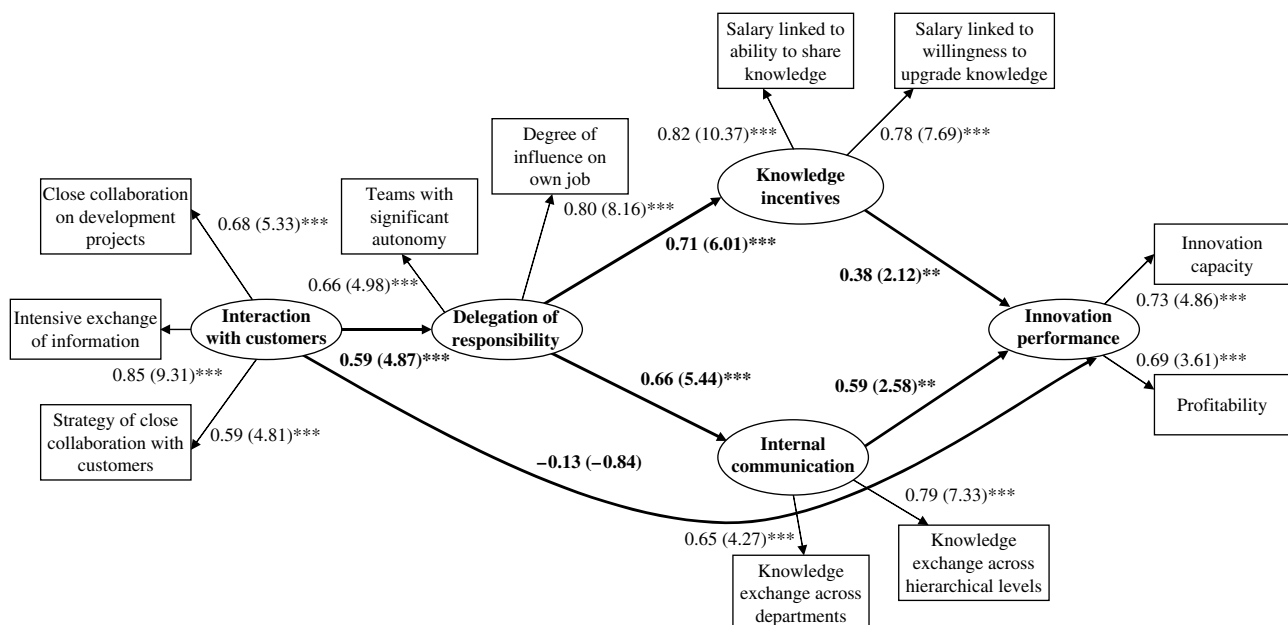 Salary linked to
ability to share
knowledge
Salary linked to
willingness to
upgrade knowledge
0.82 (10.37)***
0.78 (7.69)***
Degree of
influence on
own job
Knowledge
incentives
Close collaboration
on development
projects
0.68 (5.33)***
Teams with
significant
autonomy
0.80 (8.16)***
0.71 (6.01)***
Innovation
capacity
0.38 (2.12)**
0.66 (4.98)***
0.73 (4.86)***
Intensive exchange
of information
Interaction
with customers
Delegation of
responsibility
Innovation
performance
0.59 (4.87)***
0.85 (9.31)***
0.66 (5.44)***
0.59 (2.58)**
0.69 (3.61)***
Profitability
Strategy of close
collaboration with
customers
0.59 (4.81)***
−0.13 (−0.84)
Internal
communication
0.79 (7.33)***
0.65 (4.27)***
Knowledge
exchange across
hierarchical levels
Knowledge
exchange across
departments